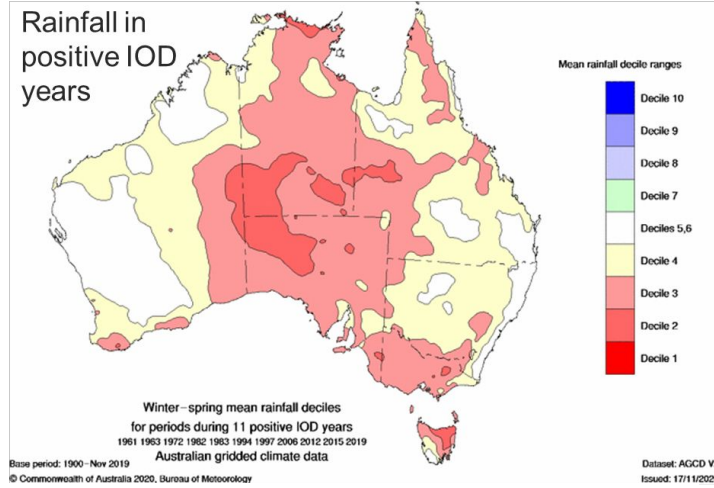 Rainfall in
positive IOD
years
Mean rainfall decile ranges
Decile 10
Decile 9
Decile 8
Decile 7
Deciles 5,6
Decile 4
Decile 3
Decile 2
Decile 1
Winter-spring mean rainfall deciles
for periods during 11 positive IOD years
1961 1963 1972 1982 1983 1994 1997 2006 2012 2015 2019
Australian gridded climate data
Base period: 1900-Nov 2019
© Commonwealth of Australia 2020, Bureau of Meteorology
Dataset: AGCD V
Issued: 17/11/202